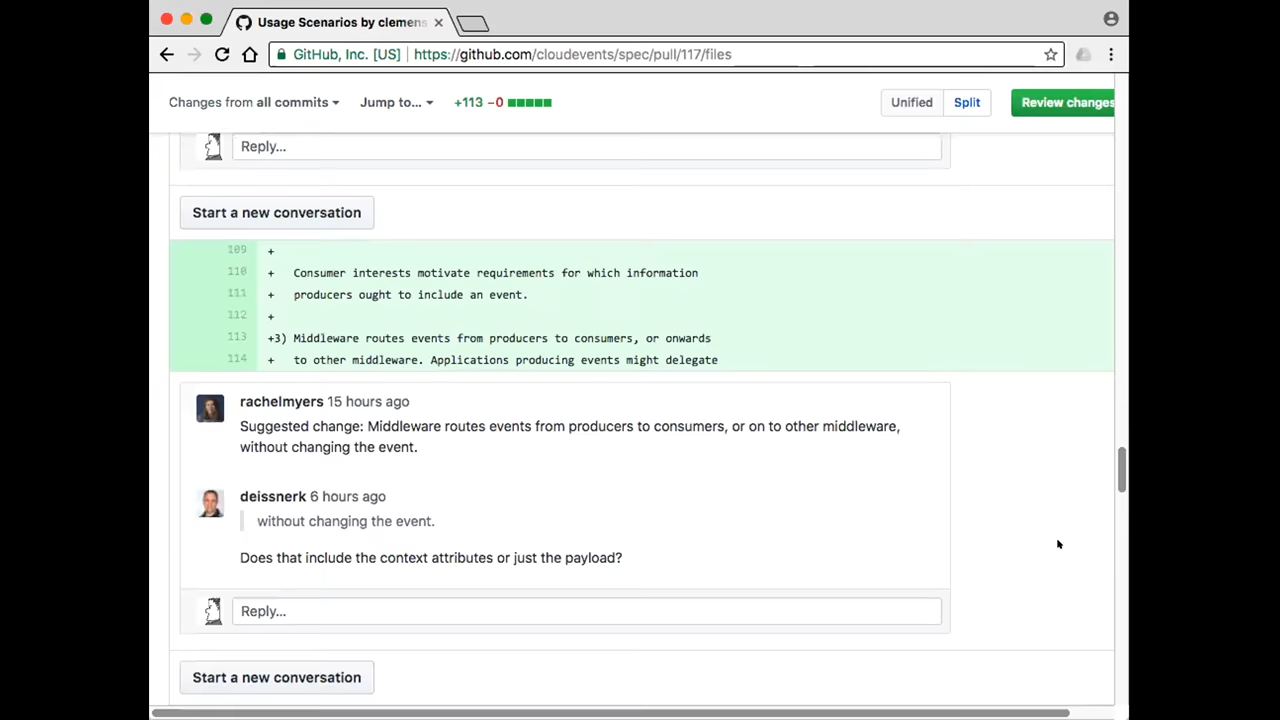 Usage Scenarios by clemens
GitHub, Inc. [US] https://github.com/cloudevents/spec/pull/117/files
Changes from all commits Jump to... +113 −0 Unified Split Review changes
Reply...
Start a new conversation
109 +
110 + Consumer interests motivate requirements for which information
111 + producers ought to include an event.
112 +
113 +3) Middleware routes events from producers to consumers, or onwards
114 + to other middleware. Applications producing events might delegate
rachelmyers 15 hours ago
Suggested change: Middleware routes events from producers to consumers, or on to other middleware,
without changing the event.
deissnerk 6 hours ago
without changing the event.
Does that include the context attributes or just the payload?
Reply...
Start a new conversation